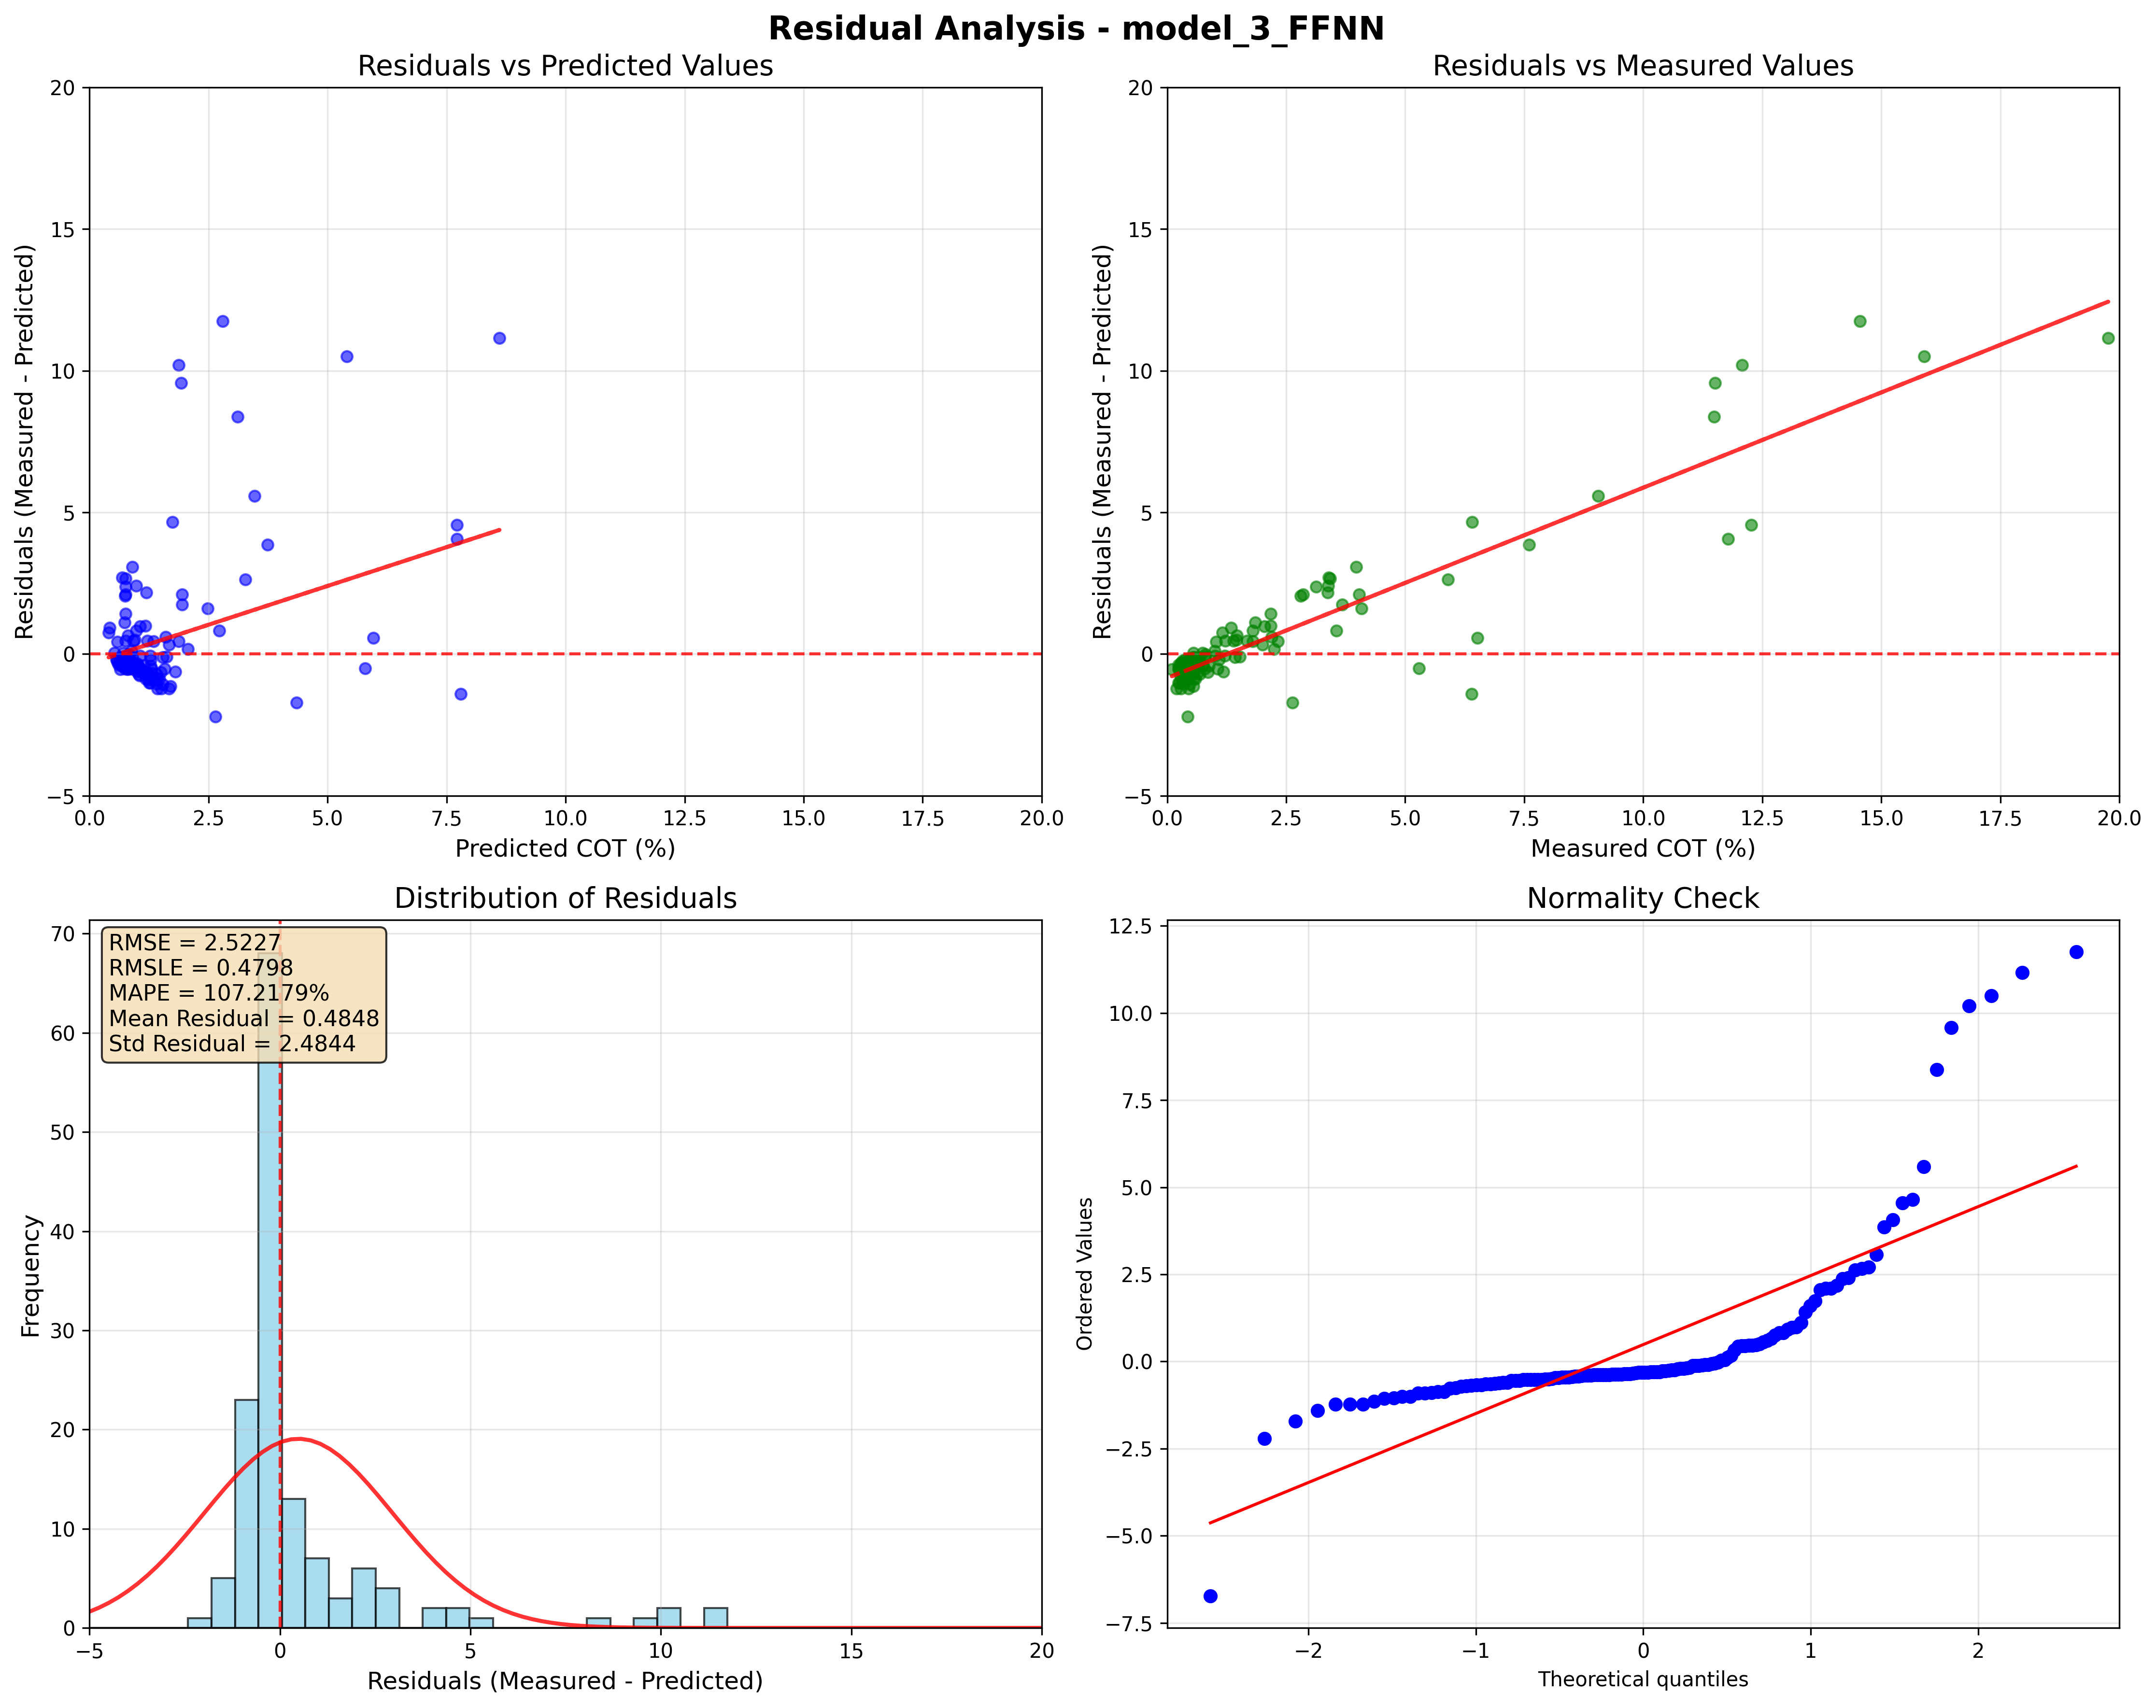 Residual Analysis - model_3_FFNN
Residuals vs Predicted Values
20
15
10
5
0
−5
0.0 2.5 5.0 7.5 10.0 12.5 15.0 17.5 20.0
Residuals (Measured - Predicted)
Predicted COT (%)
Residuals vs Measured Values
20
15
10
5
0
−5
0.0 2.5 5.0 7.5 10.0 12.5 15.0 17.5 20.0
Residuals (Measured - Predicted)
Measured COT (%)
Distribution of Residuals
RMSE = 2.5227
RMSLE = 0.4798
MAPE = 107.2179%
Mean Residual = 0.4848
Std Residual = 2.4844
70
60
50
40
30
20
10
0
−5 0 5 10 15 20
Frequency
Residuals (Measured - Predicted)
Normality Check
12.5
10.0
7.5
5.0
2.5
0.0
−2.5
−5.0
−7.5
−2 −1 0 1 2
Ordered Values
Theoretical quantiles